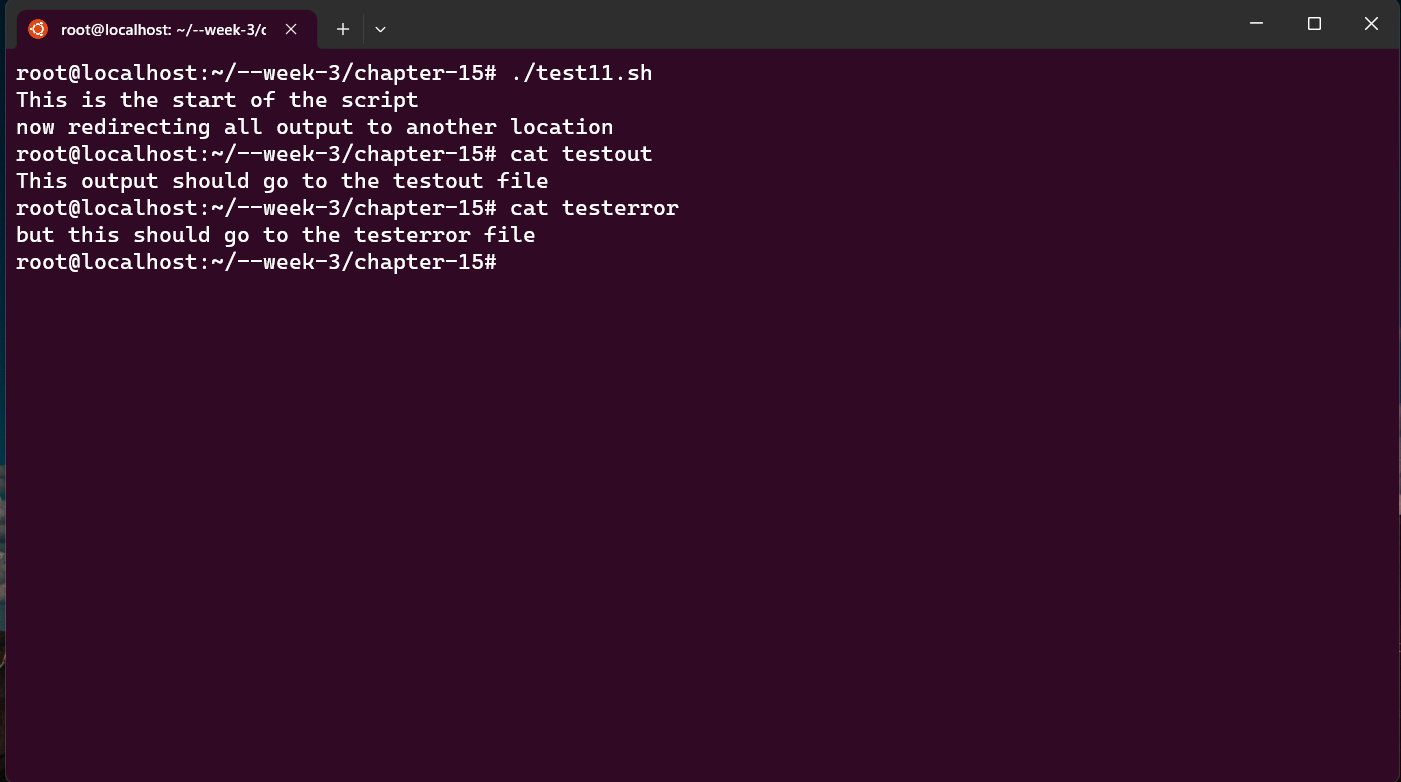 root@localhost: ~/--week-3/c
root@localhost:~/--week-3/chapter-15# ./test11.sh
This is the start of the script
now redirecting all output to another location
root@localhost:~/--week-3/chapter-15# cat testout
This output should go to the testout file
root@localhost:~/--week-3/chapter-15# cat testerror
but this should go to the testerror file
root@localhost:~/--week-3/chapter-15#